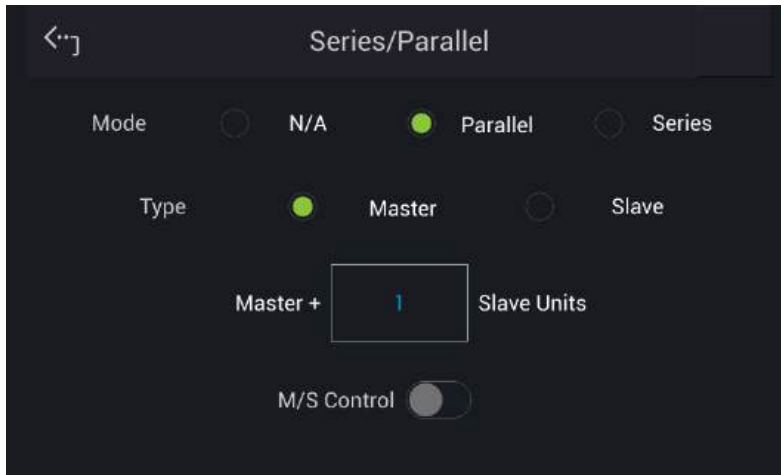 Series/Parallel
Mode N/A Parallel Series
Type Master Slave
Master + 1 Slave Units
M/S Control